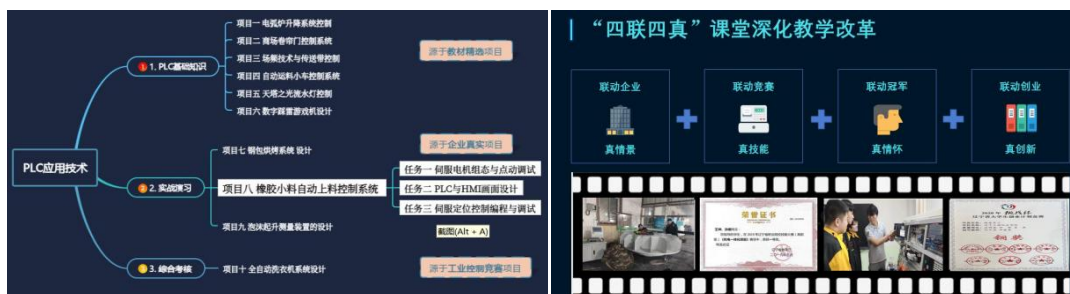 PLC应用技术
1. PLC基础知识
项目一 电弧炉升降系统控制
项目二 商场卷帘门控制系统
项目三 场频技术与传送带控制
项目四 自动运料小车控制系统
项目五 天塔之光流水灯控制
项目六 数字踩雷游戏机设计
源于教材精选项目
2. 实战演习
项目七 钢包烘烤系统 设计
源于企业真实项目
项目八 橡胶小料自动上料控制系统
任务一 伺服电机组态与点动调试
任务二 PLC与HMI画面设计
任务三 伺服定位控制编程与调试
项目九 泡沫起升测量装置的设计
截图(Alt + A)
3. 综合考核
项目十 全自动洗衣机系统设计
源于工业控制竞赛项目
“四联四真”课堂深化教学改革
联动企业
真情景
联动竞赛
真技能
联动冠军
真情怀
联动创业
真创新
荣誉证书